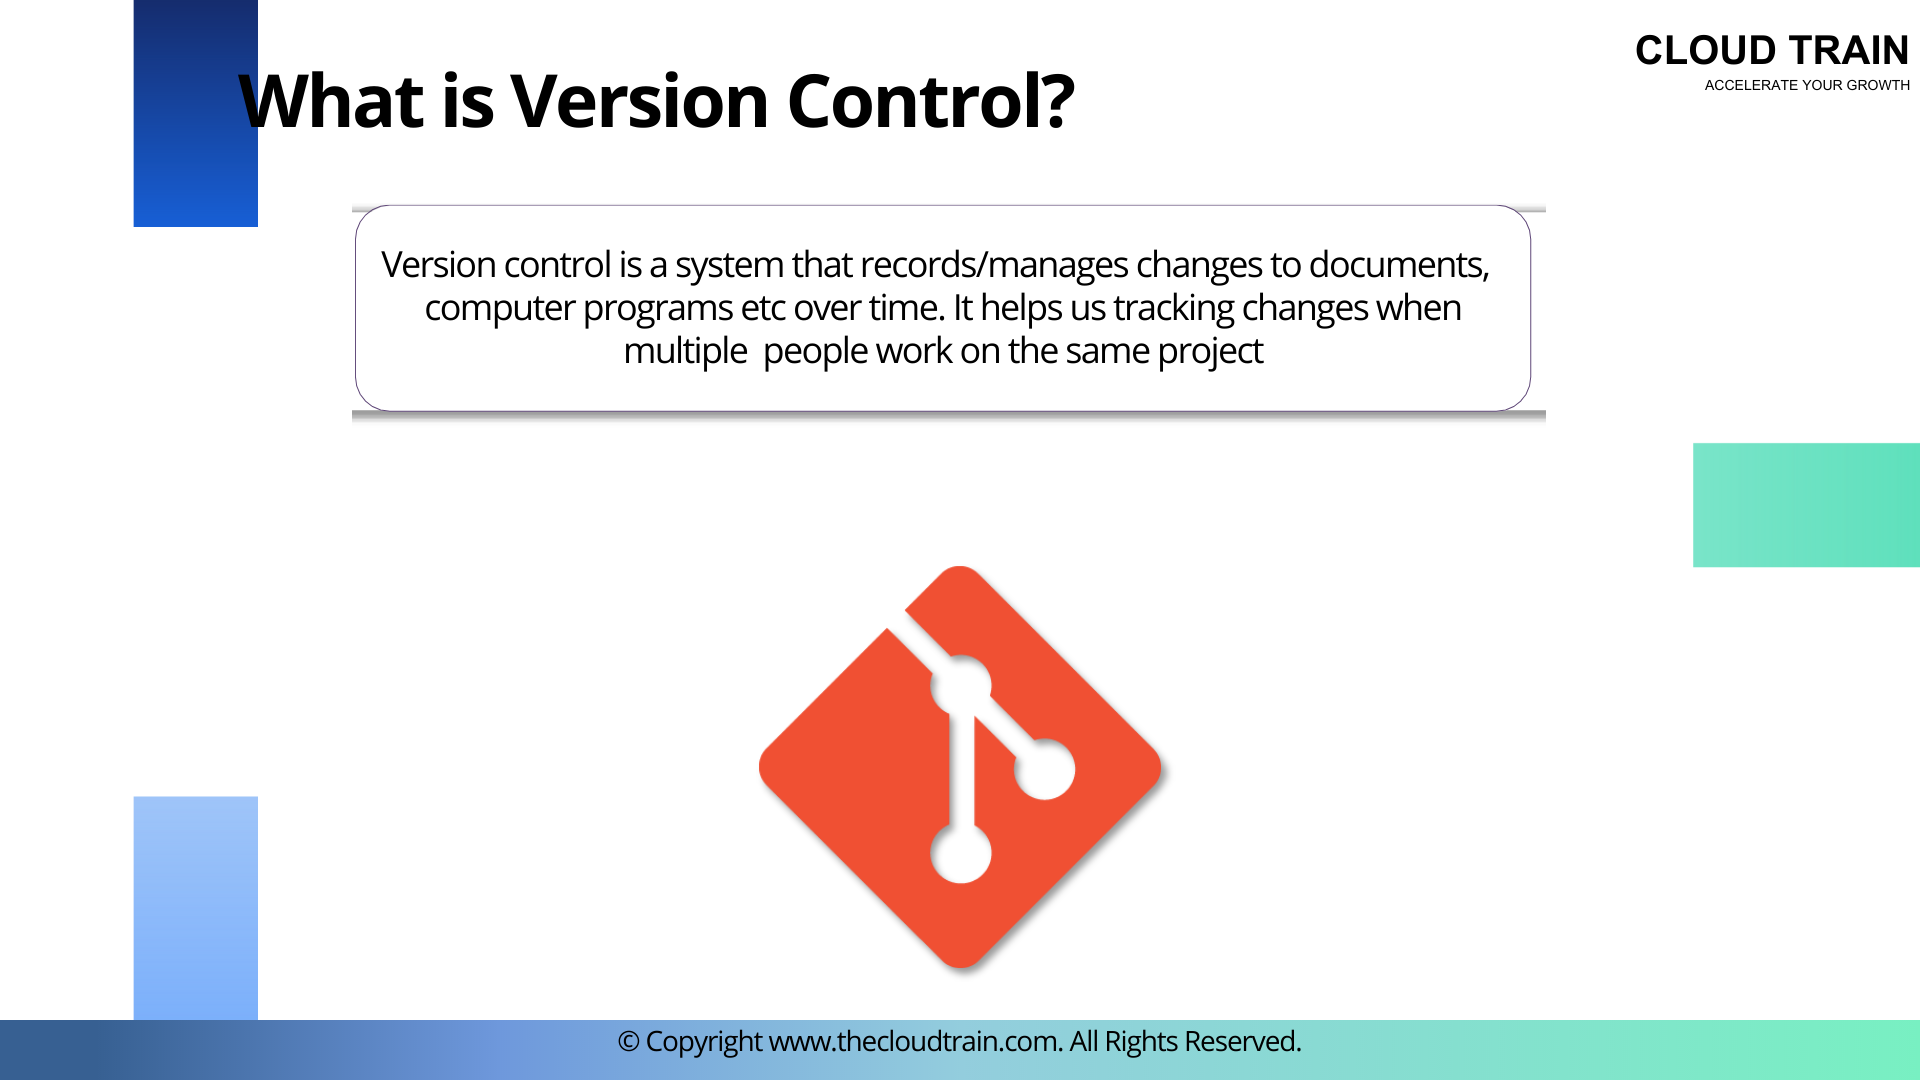 CLOUD TRAIN
ACCELERATE YOUR GROWTH
What is Version Control?
Version control is a system that records/manages changes to documents,
computer programs etc over time. It helps us tracking changes when
multiple  people work on the same project
© Copyright www.thecloudtrain.com. All Rights Reserved.